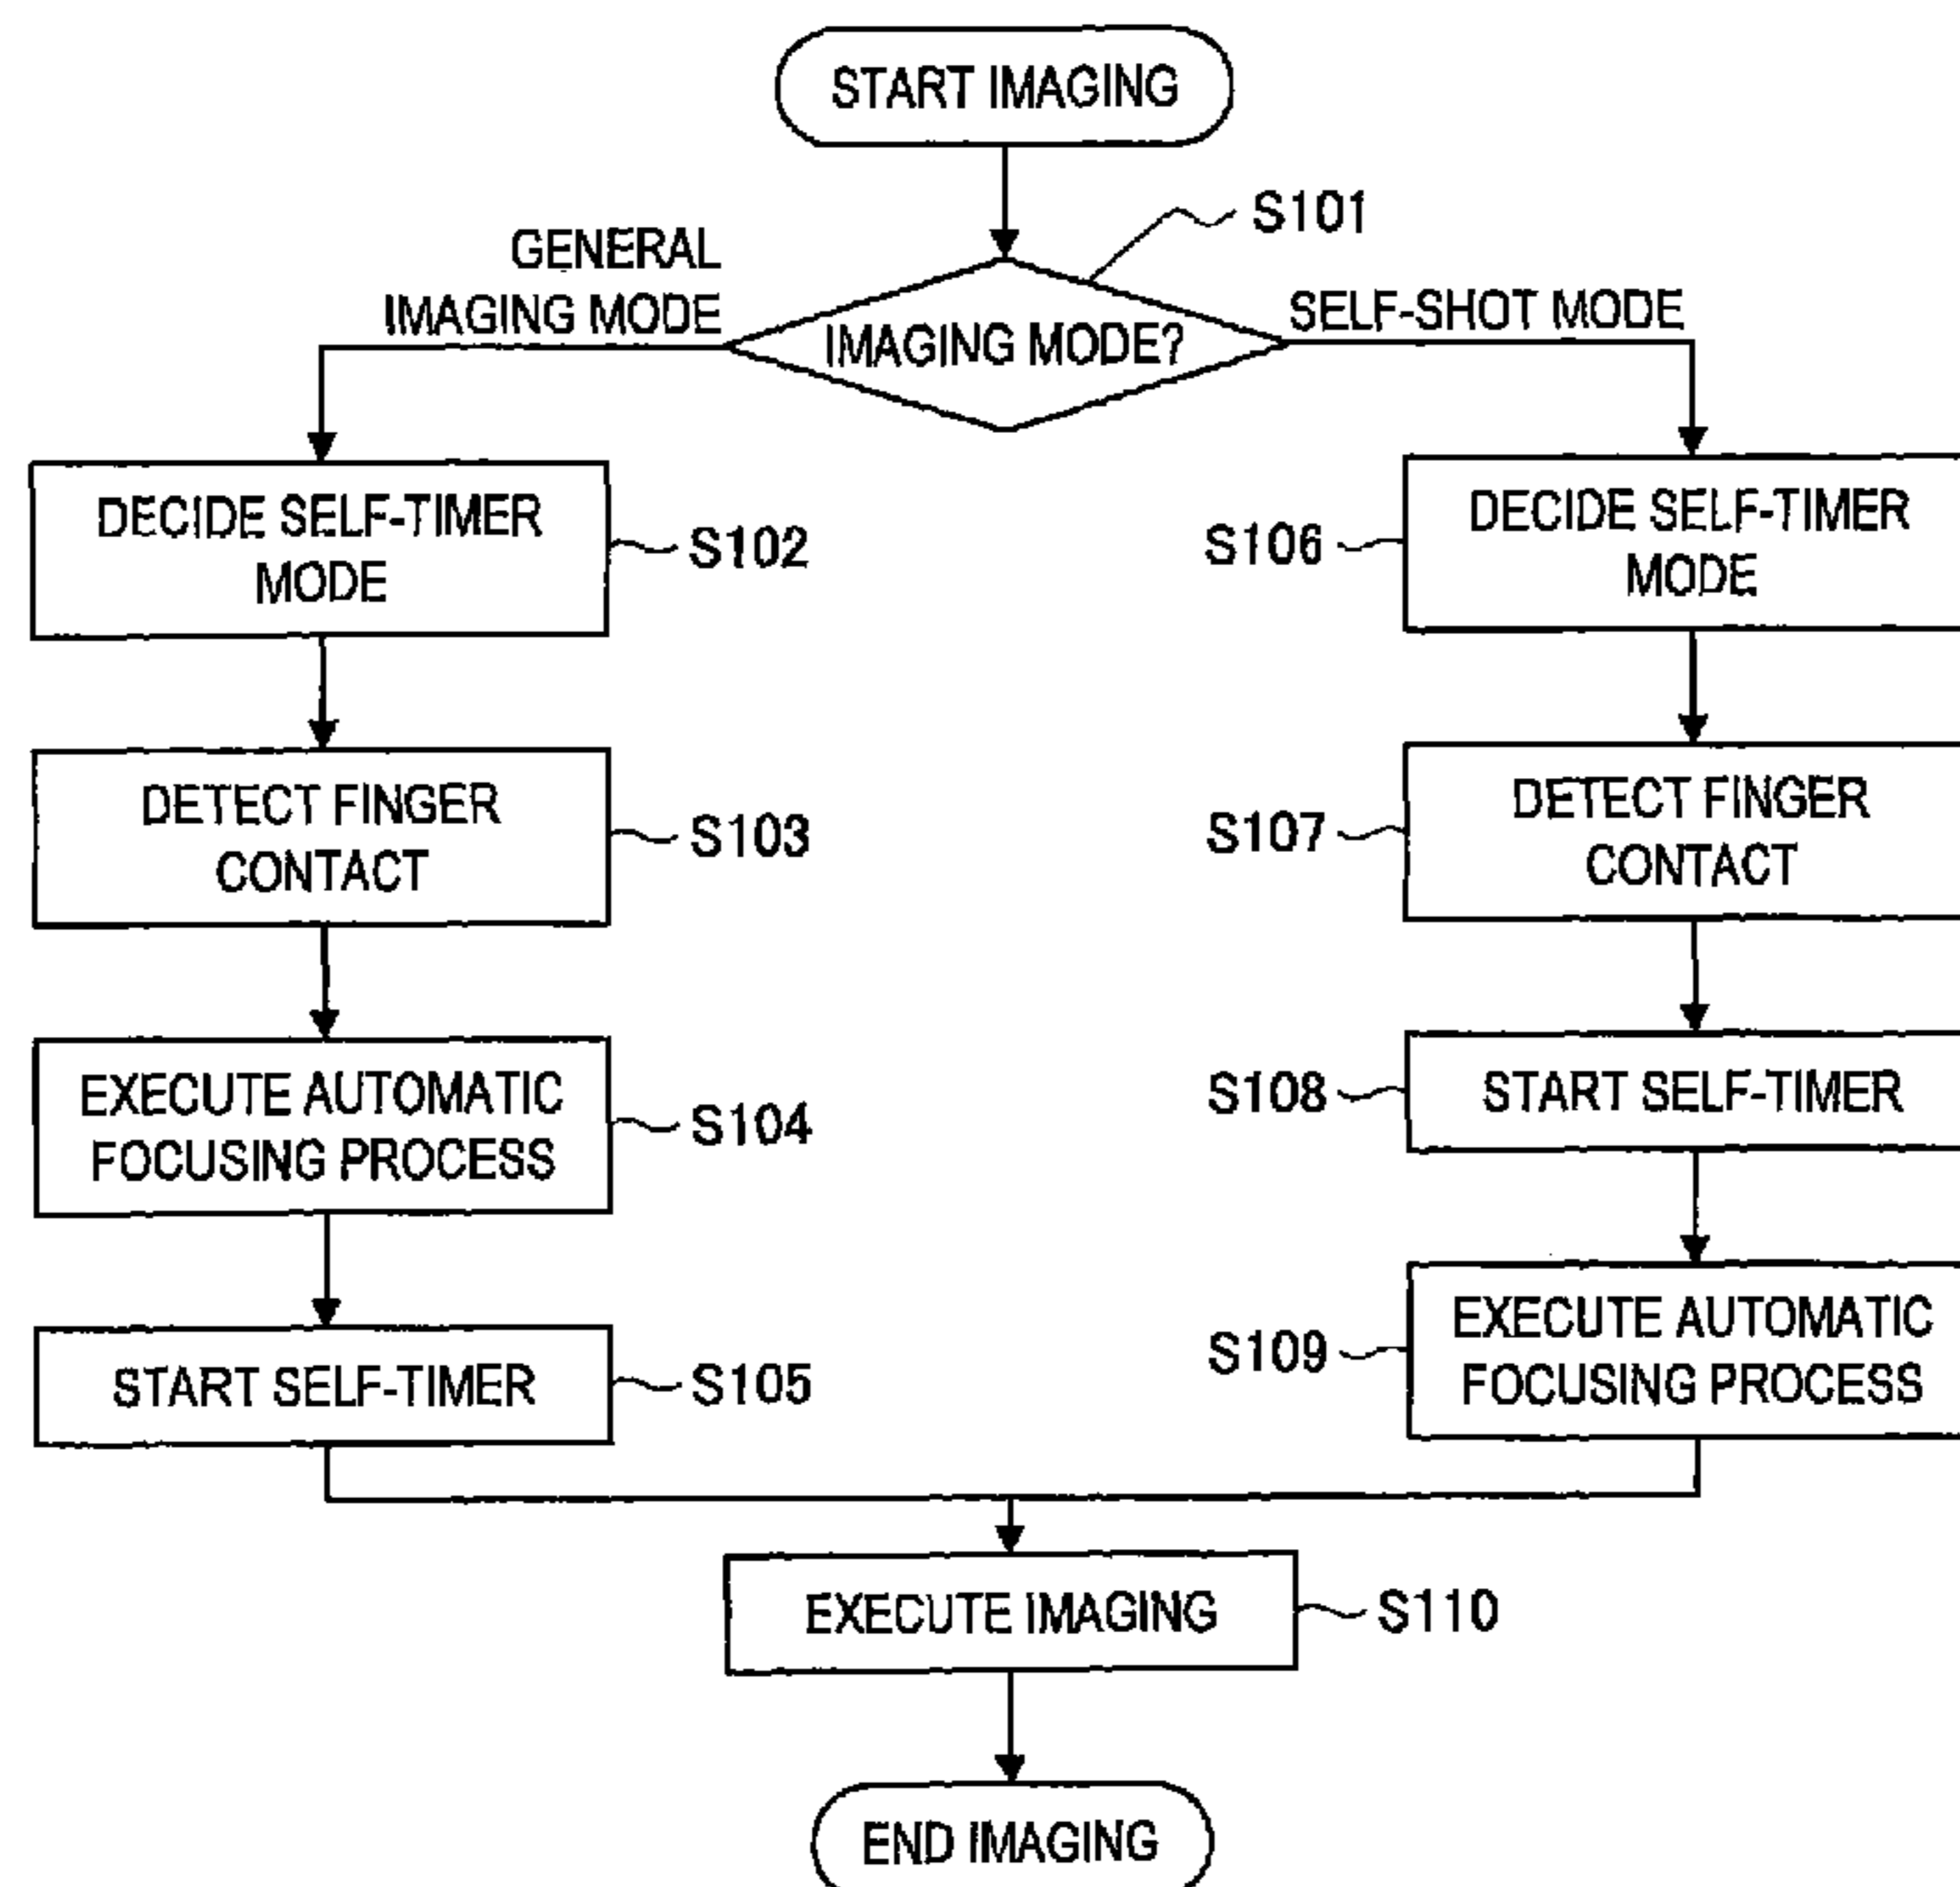 START IMAGING
S101
GENERAL
IMAGING MODE
IMAGING MODE?
SELF-SHOT MODE
DECIDE SELF-TIMER
MODE
S102
DETECT FINGER
CONTACT
S103
EXECUTE AUTOMATIC
FOCUSING PROCESS
S104
START SELF-TIMER
S105
S106
DECIDE SELF-TIMER
MODE
S107
DETECT FINGER
CONTACT
S108
START SELF-TIMER
S109
EXECUTE AUTOMATIC
FOCUSING PROCESS
EXECUTE IMAGING
S110
END IMAGING